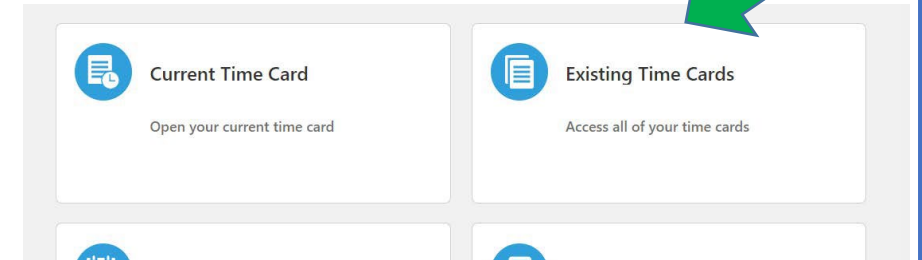 Current Time Card
Open your current time card
Existing Time Cards
Access all of your time cards